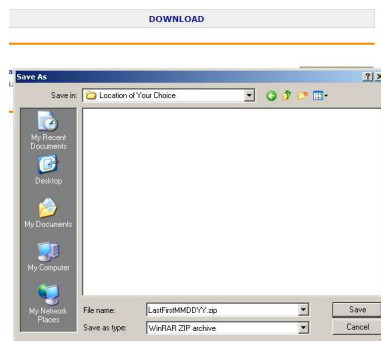 DOWNLOAD
Save As
Save in: Location of Your Choice
My Recent
Documents
Desktop
My Documents
My Computer
My Network
Places
File name: LastFirstMMDDYY.zip Save
Save as type: WinRAR ZIP archive Cancel